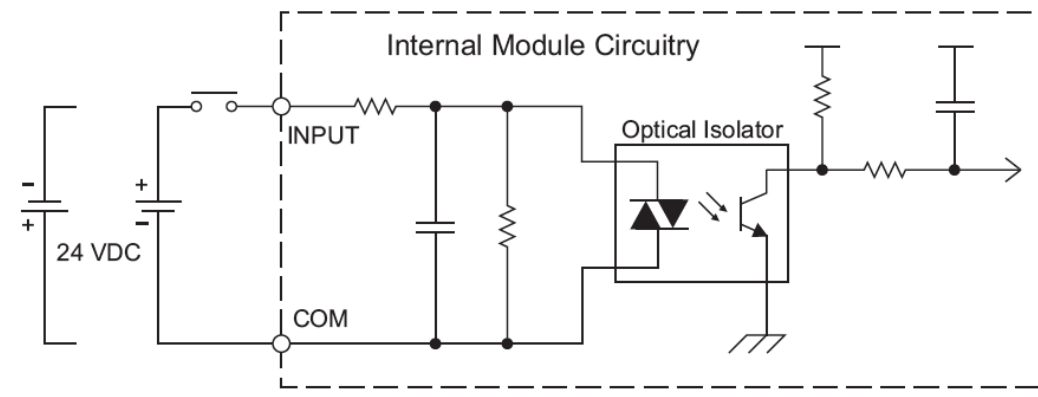 Internal Module Circuitry
INPUT
Optical Isolator
-
+
+
-
24 VDC
COM